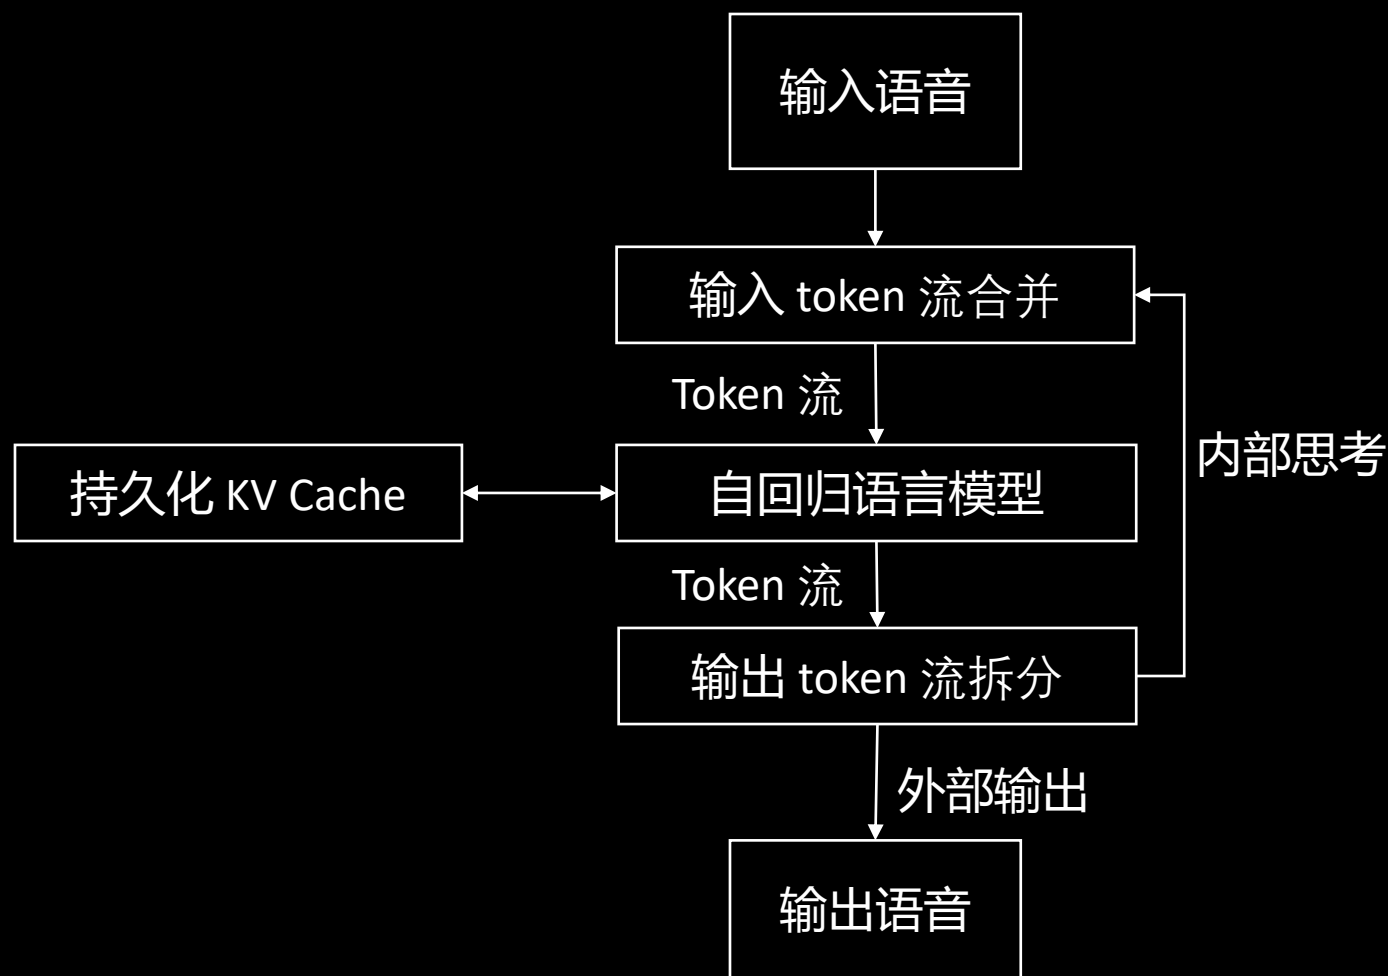 输入语音
输入 token 流合并
Token 流
内部思考
持久化 KV Cache
自回归语言模型
Token 流
输出 token 流拆分
外部输出
输出语音